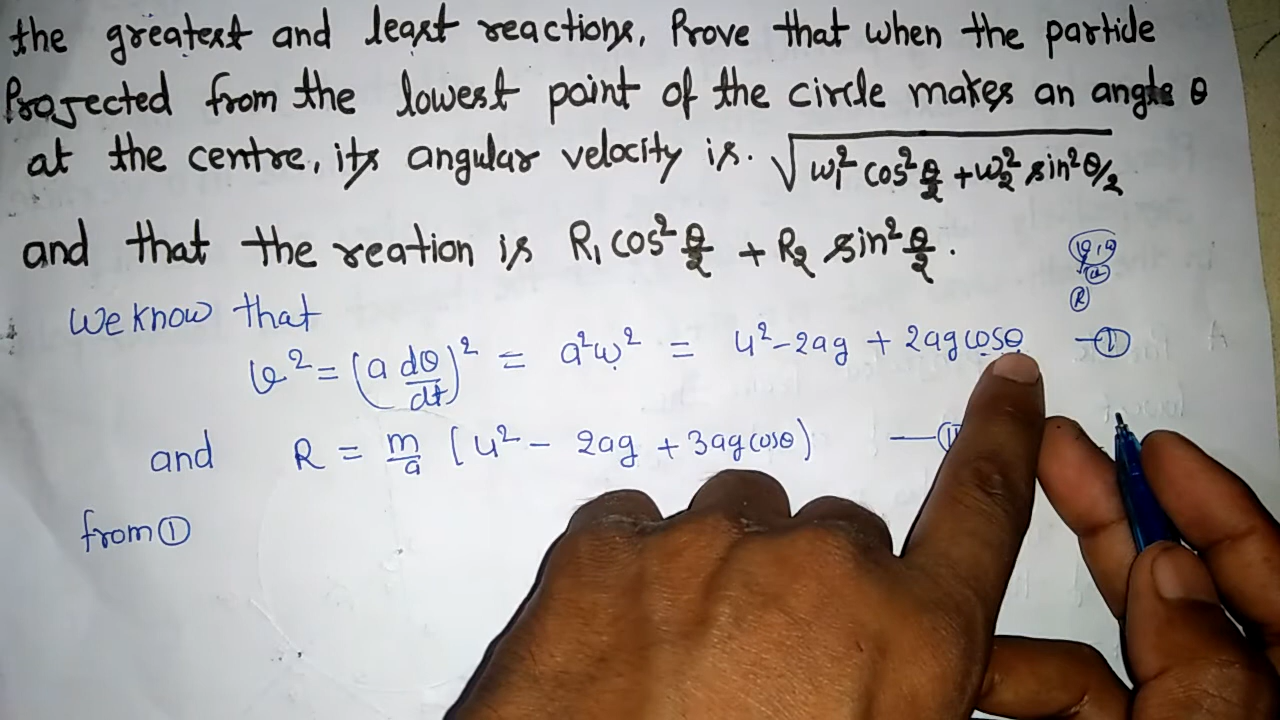 the greatest and least reactions, Prove that when the particle
Projected from the lowest point of the circle makes an angle θ
at the centre, its angular velocity is. √(ω₁² cos² θ/2 + ω₂² sin² θ/2)
and that the reation is R₁ cos² θ/2 + R₂ sin² θ/2 .
We know that
v² = (a dθ/dt)² = a²ω² = u² - 2ag + 2ag cosθ —①
and R = m/a [u² - 2ag + 3ag cosθ) —⑪
from ①